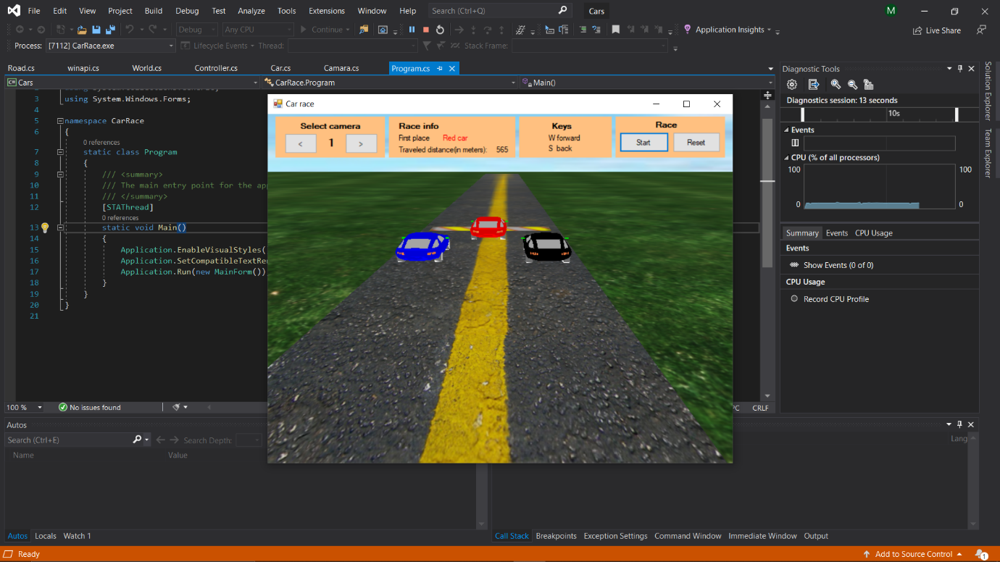 File Edit View Project Build Debug Test Analyze Tools Extensions Window Help Search (Ctrl+Q) Cars M
Debug Any CPU Continue Application Insights Live Share
Process: [7112] CarRace.exe Lifecycle Events Thread: Stack Frame:
Road.cs winapi.cs World.cs Controller.cs Car.cs Camara.cs Program.cs
C# Cars CarRace.Program Main()
using System.Windows.Forms;
3
4
5 namespace CarRace
6 {
0 references
7 static class Program
8 {
9 /// <summary>
10 /// The main entry point for the app
11 /// </summary>
12 [STAThread]
0 references
13 static void Main()
14 {
15 Application.EnableVisualStyles(
16 Application.SetCompatibleTextRe
17 Application.Run(new MainForm())
18 }
19 }
20 }
21
100 % No issues found
PC CRLF
Car race
Select camera
< 1 >
Race info
First place Red car
Traveled distance(in meters): 565
Keys
W forward
S back
Race
Start Reset
Diagnostic Tools
Diagnostics session: 13 seconds
10s
Events
CPU (% of all processors)
100 100
0 0
Summary Events CPU Usage
Events
Show Events (0 of 0)
CPU Usage
Record CPU Profile
Solution Explorer
Team Explorer
Autos
Search (Ctrl+E) Search Depth:
Name Value
Lang
Autos Locals Watch 1
Call Stack Breakpoints Exception Settings Command Window Immediate Window Output
Ready Add to Source Control 1